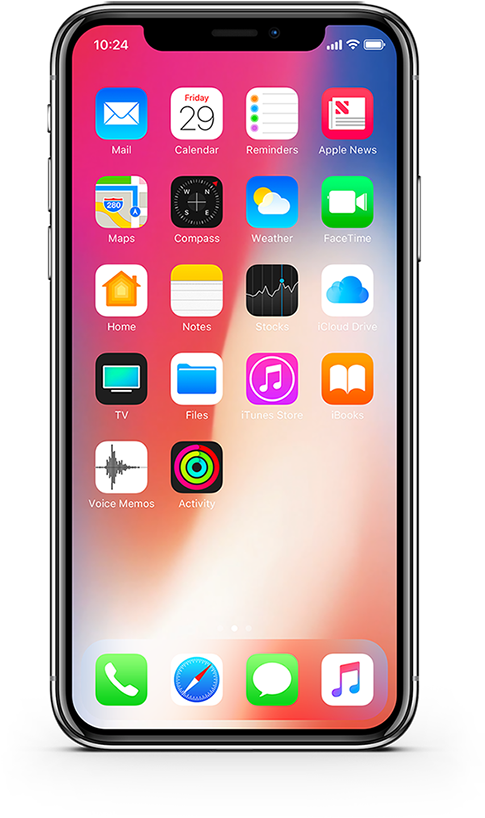 10:24
Friday
29
Mail
Calendar
Reminders
Apple News
280
N
W
E
S
Maps
Compass
Weather
FaceTime
Home
Notes
Stocks
iCloud Drive
TV
Files
iTunes Store
iBooks
Voice Memos
Activity